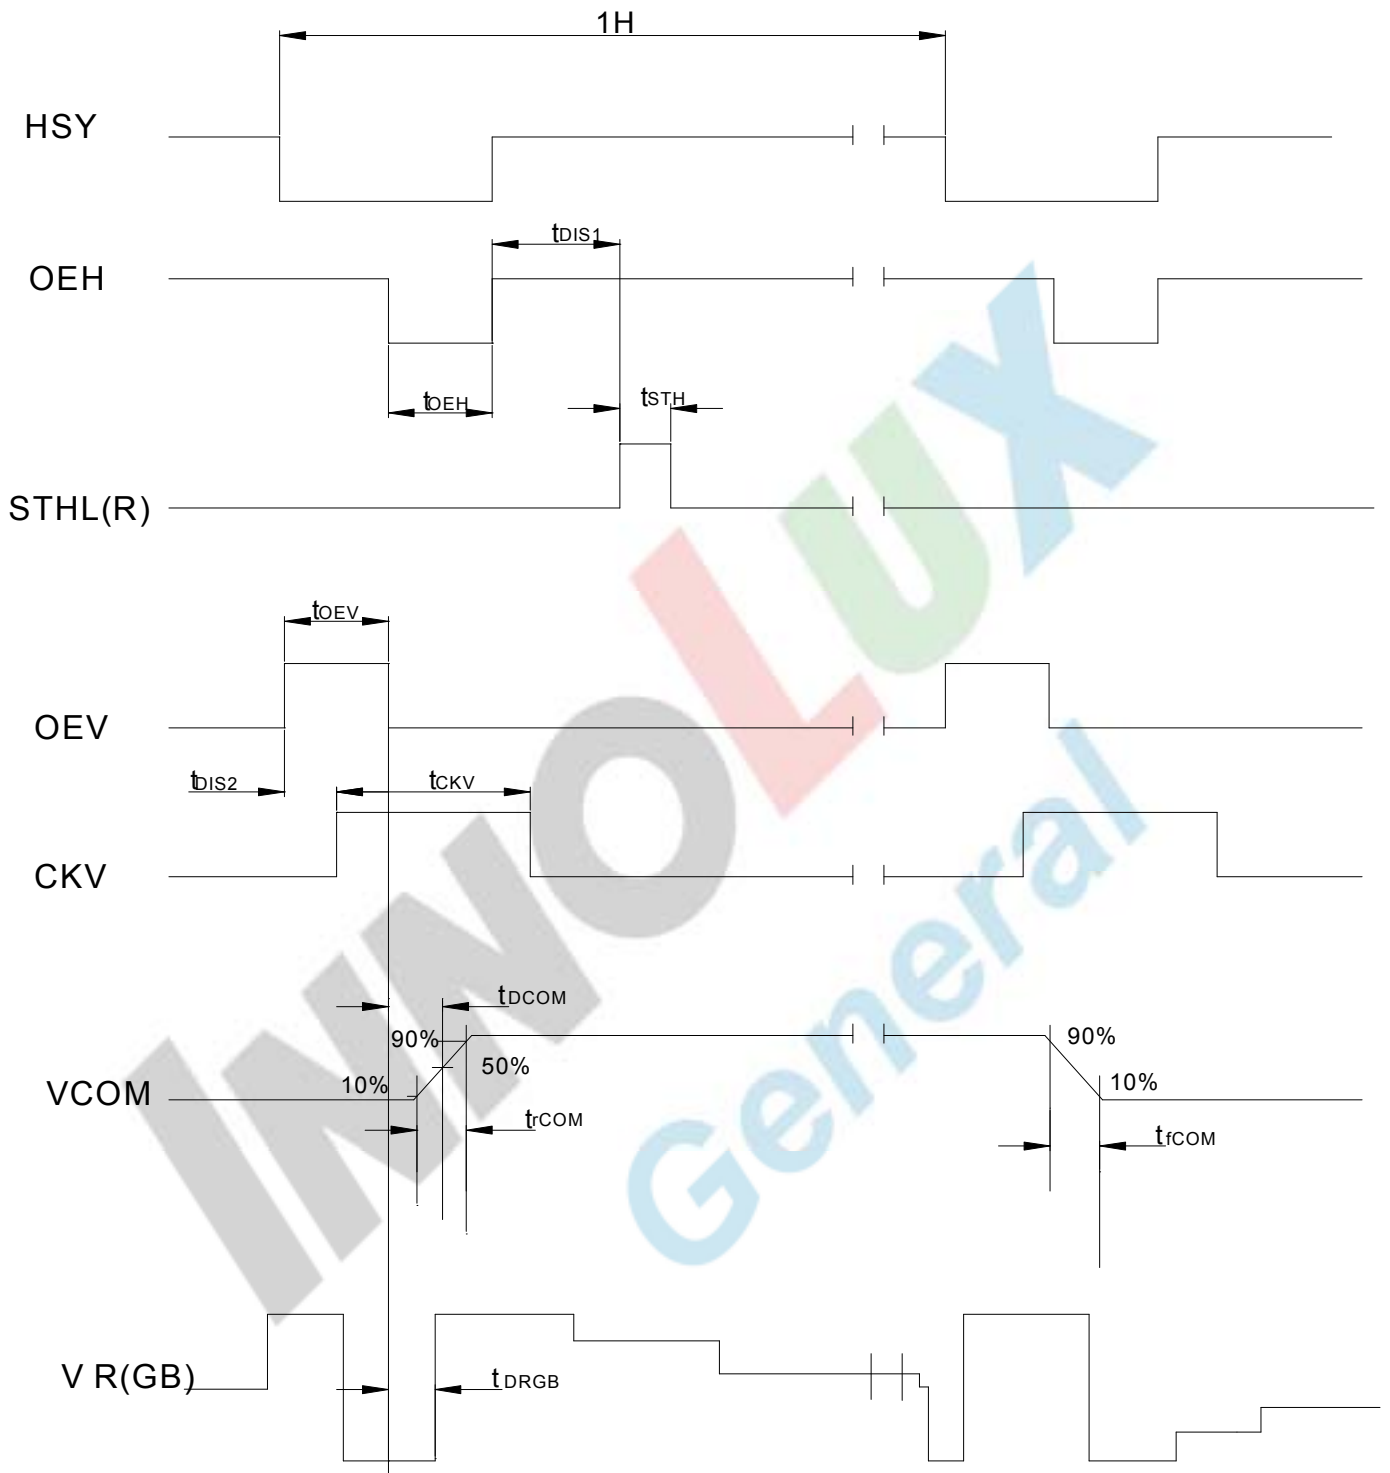 1H
HSY
tDIS1
OEH
tOEH
tSTH
STHL(R)
tOEV
OEV
tDIS2
tCKV
CKV
tDCOM
90%
50%
90%
VCOM
10%
10%
trCOM
tfCOM
V R(GB)
tDRGB
INNOLUX
General